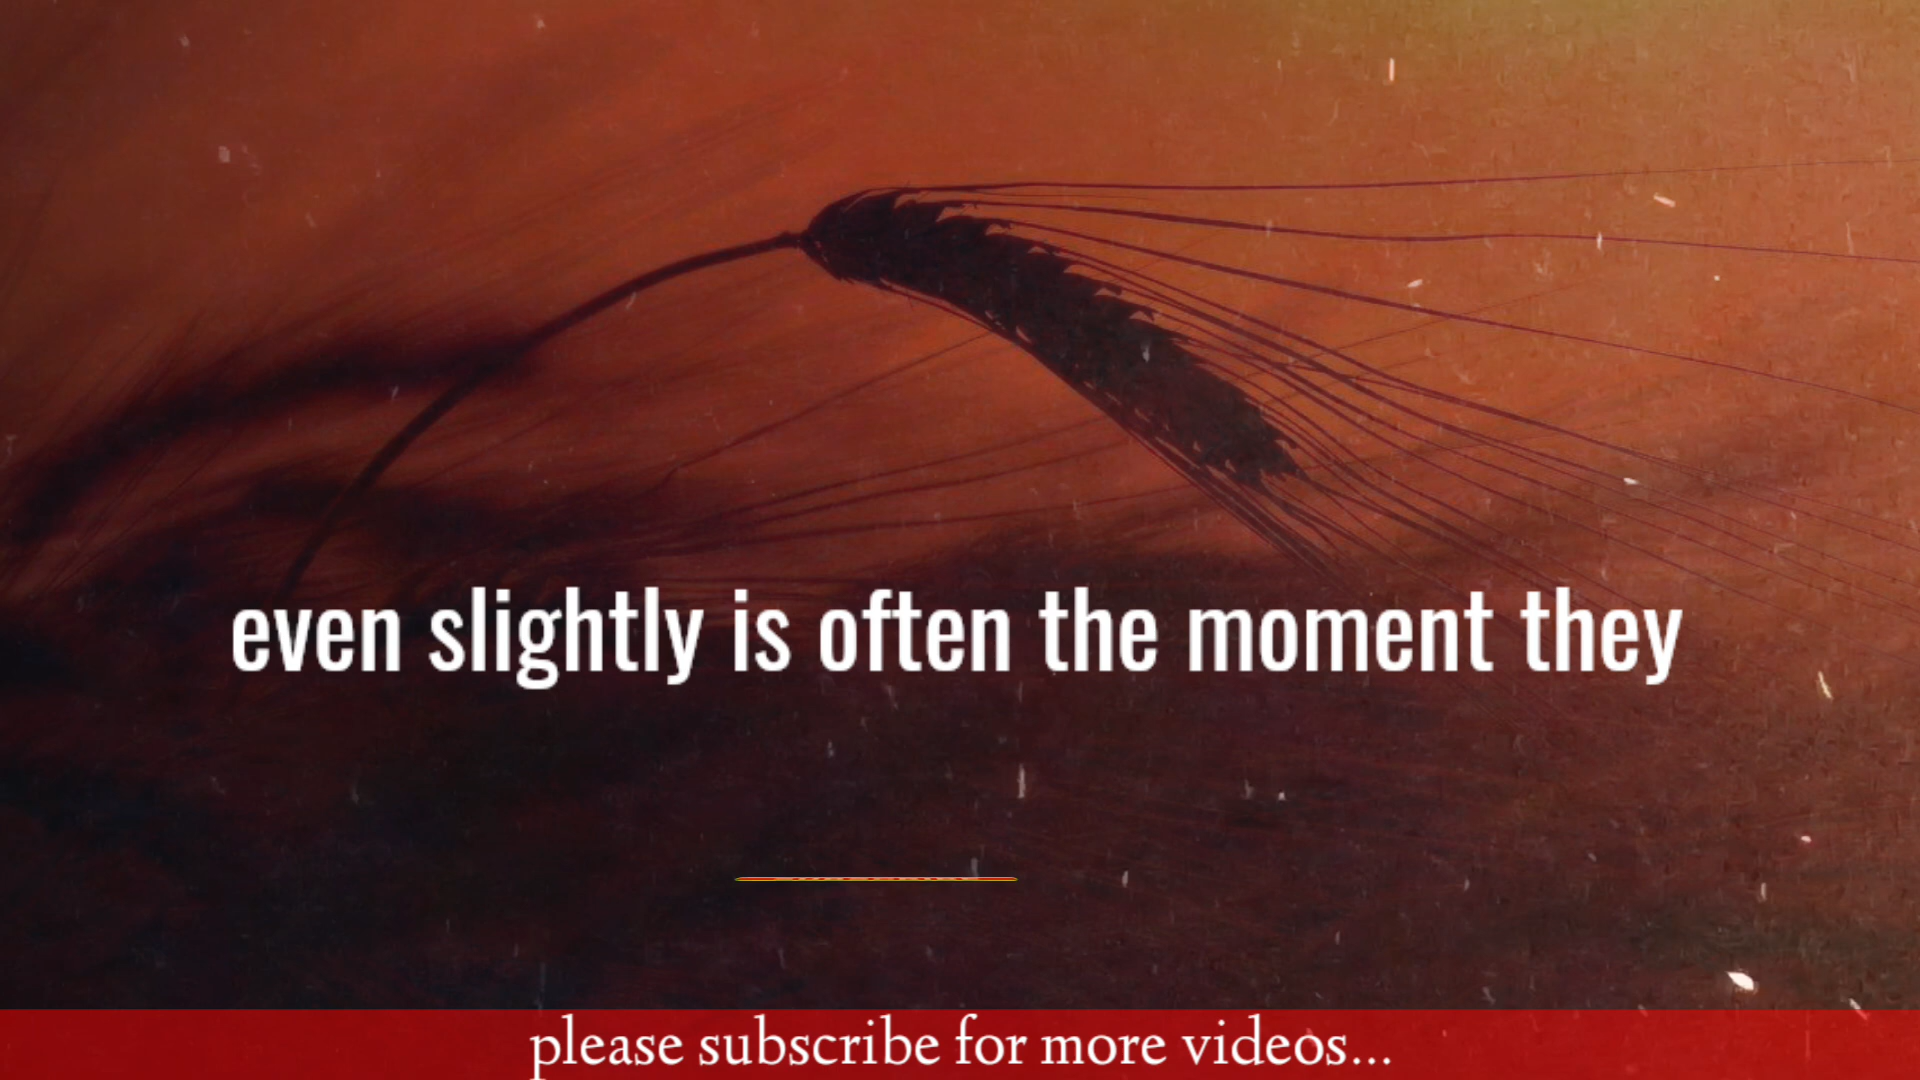 even slightly is often the moment they
please subscribe for more videos...